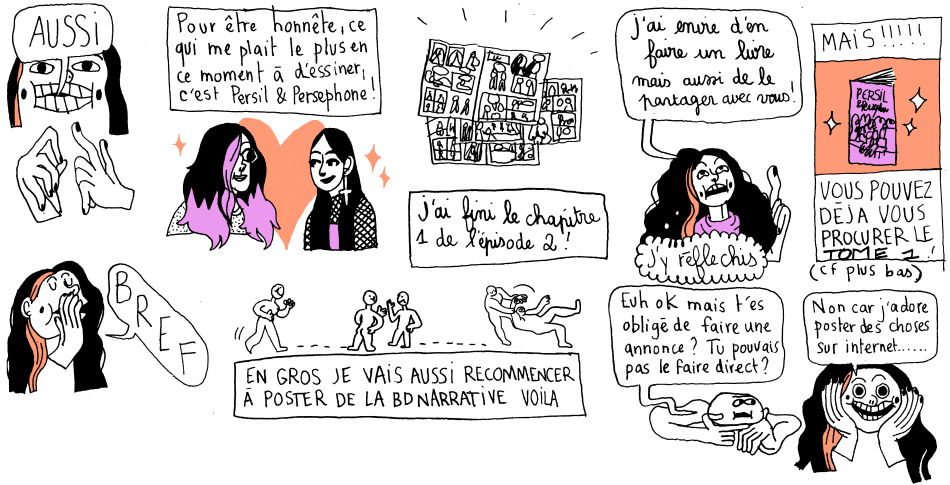 AUSSI
Pour être honnête, ce
qui me plait le plus en
ce moment à d'essiner,
c'est Persil & Persephone !
j'ai fini le chapitre
1 de l'épisode 2 !
j'ai envie d'en
faire un livre
mais aussi de le
partager avec vous !
J'y réfléchis
MAIS !!!!!
PERSIL
VOUS POUVEZ
DÉJA VOUS
PROCURER LE
TOME 1 !
(cf plus bas)
BREF
EN GROS JE VAIS AUSSI RECOMMENCER
À POSTER DE LA BD NARRATIVE VOILA
Euh ok mais t'es
obligé de faire une
annonce ? Tu pouvais
pas le faire direct ?
Non car j'adore
poster des choses
sur internet......